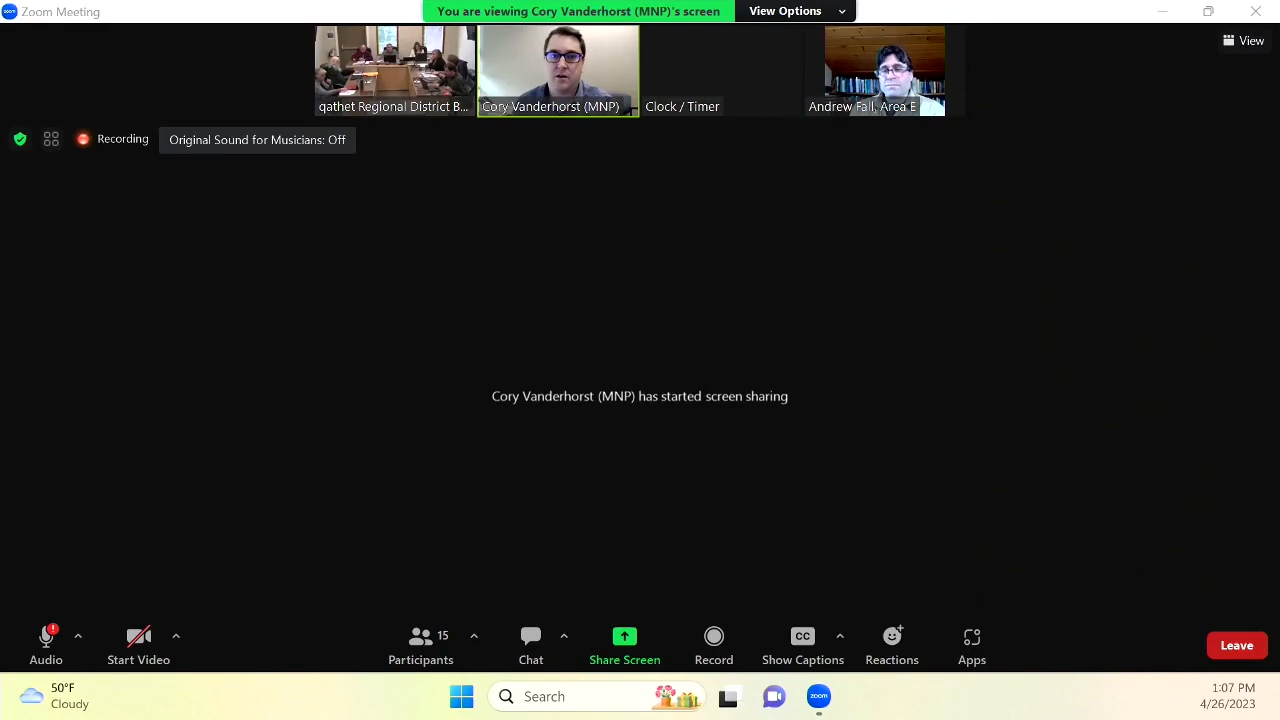 zoom Zoom Meeting
You are viewing Cory Vanderhorst (MNP)'s screen
View Options
View
qathet Regional District B...
Cory Vanderhorst (MNP)
Clock / Timer
Andrew Fall, Area E
Recording
Original Sound for Musicians: Off
Cory Vanderhorst (MNP) has started screen sharing
!
15
CC
Audio
Start Video
Participants
Chat
Share Screen
Record
Show Captions
Reactions
Apps
Leave
50°F
Cloudy
Search
zoom
1:07 PM
4/26/2023